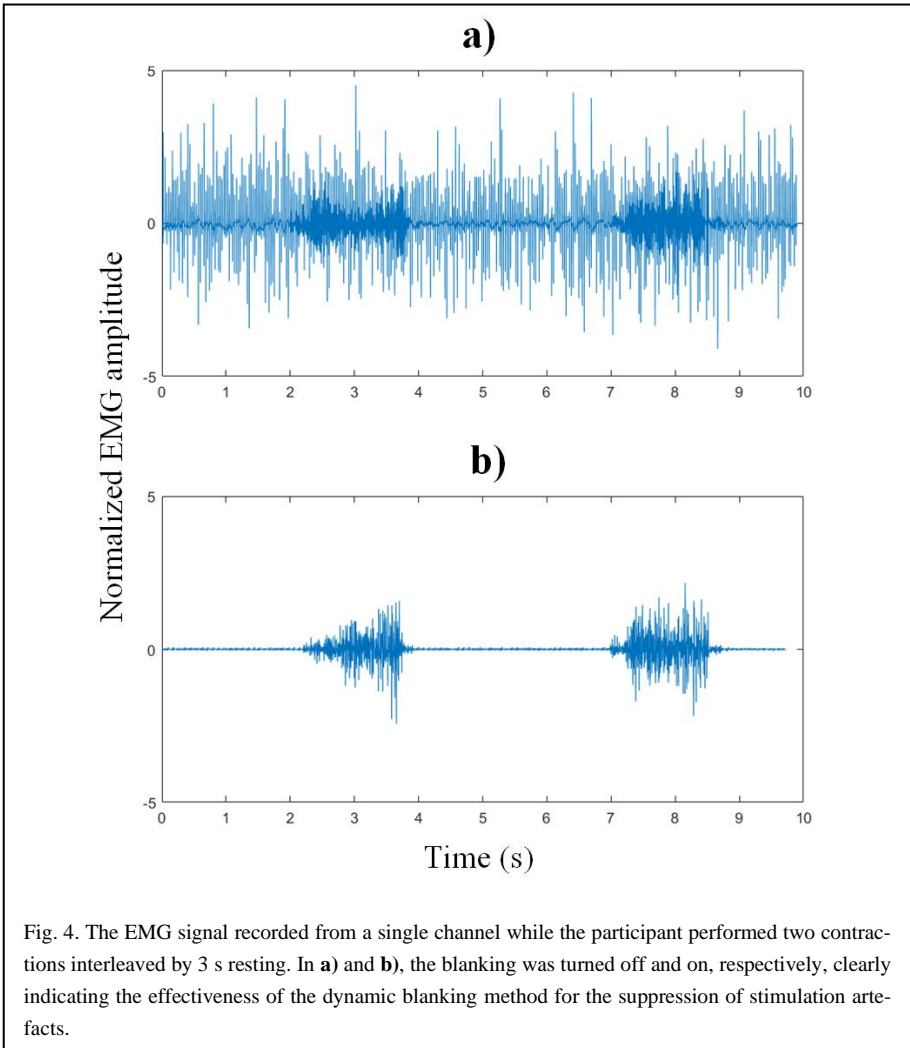 a)
5
0
-5
0 1 2 3 4 5 6 7 8 9 10
Normalized EMG amplitude
b)
5
0
-5
0 1 2 3 4 5 6 7 8 9 10
Time (s)
Fig. 4. The EMG signal recorded from a single channel while the participant performed two contrac-
tions interleaved by 3 s resting. In a) and b), the blanking was turned off and on, respectively, clearly
indicating the effectiveness of the dynamic blanking method for the suppression of stimulation arte-
facts.